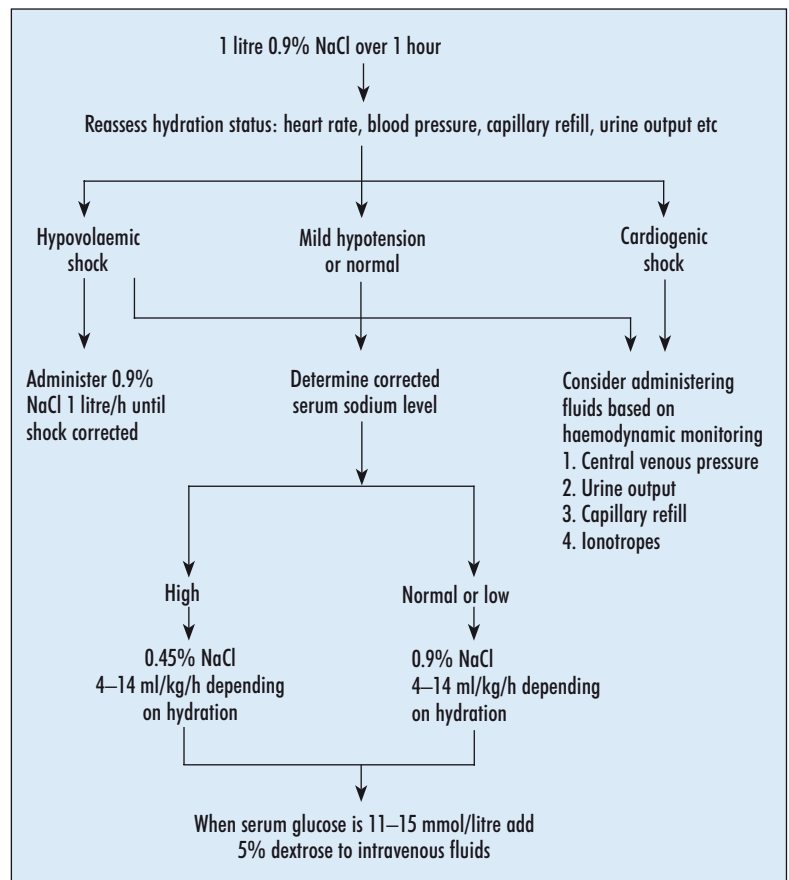 1 litre 0.9% NaCl over 1 hour
Reassess hydration status: heart rate, blood pressure, capillary refill, urine output etc
Hypovolaemic
shock
Mild hypotension
or normal
Cardiogenic
shock
Administer 0.9%
NaCl 1 litre/h until
shock corrected
Determine corrected
serum sodium level
Consider administering
fluids based on
haemodynamic monitoring
1. Central venous pressure
2. Urine output
3. Capillary refill
4. Ionotropes
High
Normal or low
0.45% NaCl
4–14 ml/kg/h depending
on hydration
0.9% NaCl
4–14 ml/kg/h depending
on hydration
When serum glucose is 11–15 mmol/litre add
5% dextrose to intravenous fluids